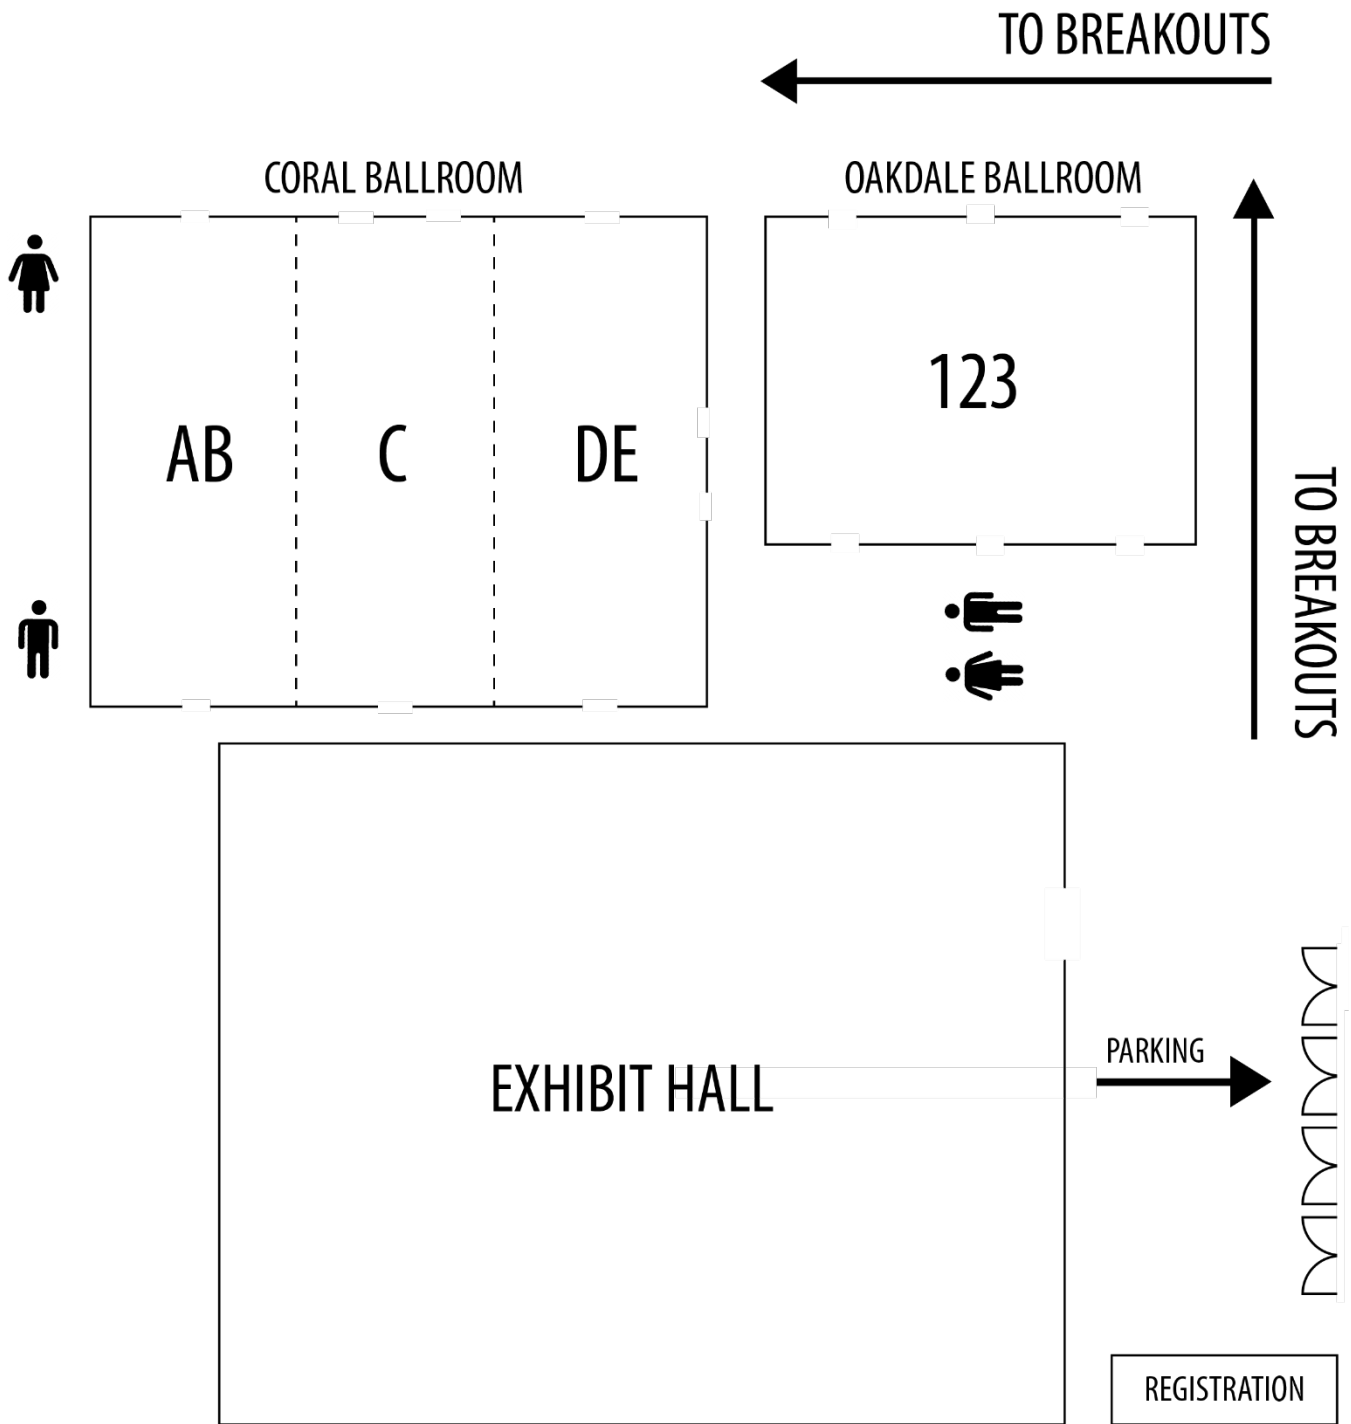 TO BREAKOUTS
CORAL BALLROOM
OAKDALE BALLROOM
AB
C
DE
123
TO BREAKOUTS
EXHIBIT HALL
PARKING
REGISTRATION